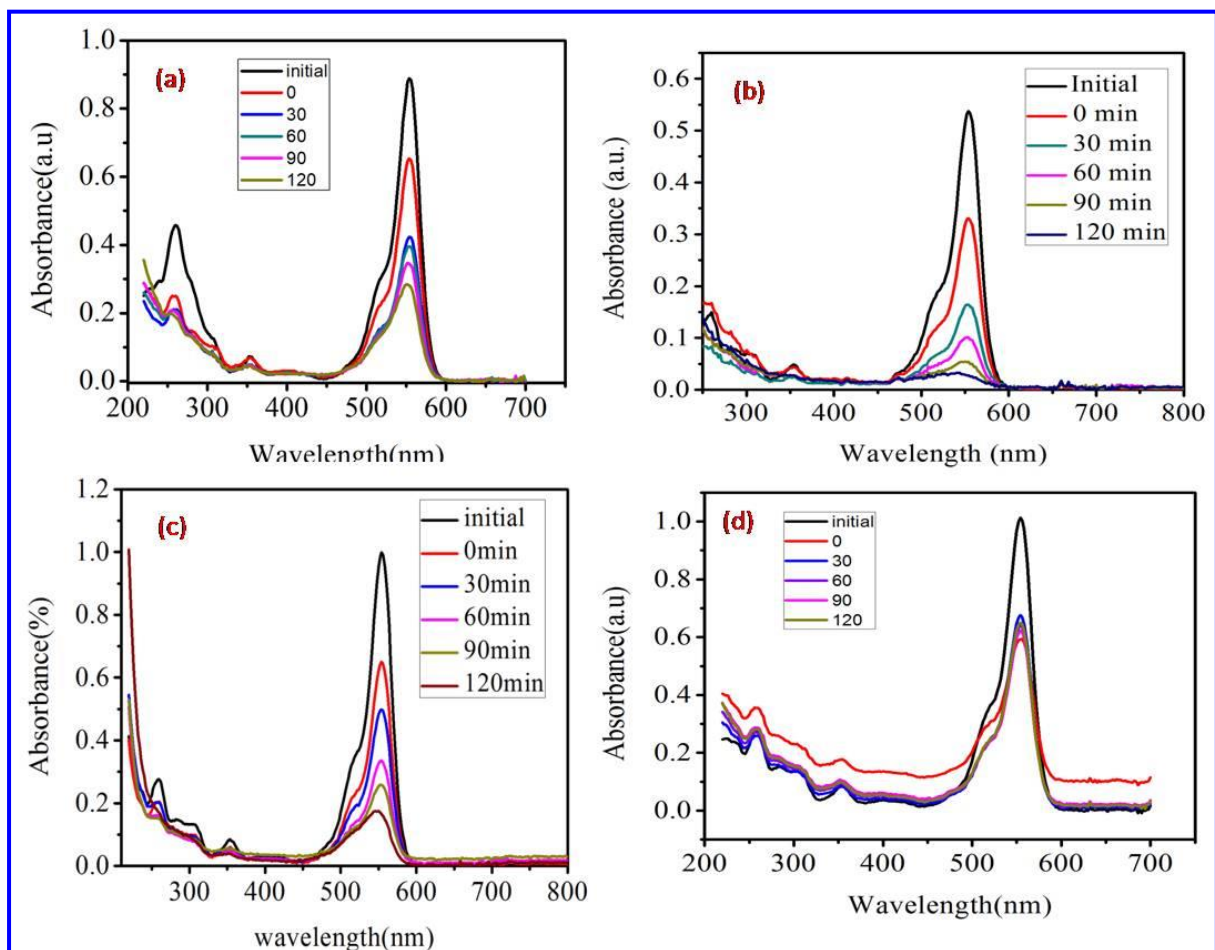 (a)
initial
0
30
60
90
120
Absorbance(a.u)
1.0
0.8
0.6
0.4
0.2
0.0
200 300 400 500 600 700
Wavelength(nm)
(b)
Initial
0 min
30 min
60 min
90 min
120 min
Absorbance (a.u.)
0.6
0.5
0.4
0.3
0.2
0.1
0.0
300 400 500 600 700 800
Wavelength (nm)
(c)
initial
0min
30min
60min
90min
120min
Absorbance(%)
1.2
1.0
0.8
0.6
0.4
0.2
0.0
300 400 500 600 700 800
wavelength(nm)
(d)
initial
0
30
60
90
120
Absorbance(a.u)
1.0
0.8
0.6
0.4
0.2
0.0
200 300 400 500 600 700
Wavelength(nm)